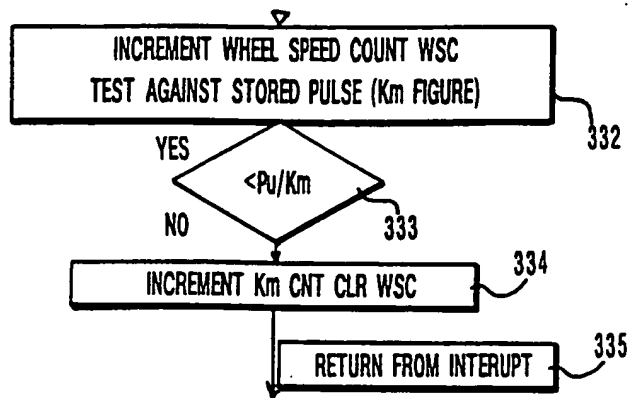 INCREMENT WHEEL SPEED COUNT WSC
TEST AGAINST STORED PULSE (Km FIGURE)
332
YES
<Pu/Km
333
NO
INCREMENT Km CNT CLR WSC
334
RETURN FROM INTERUPT
335